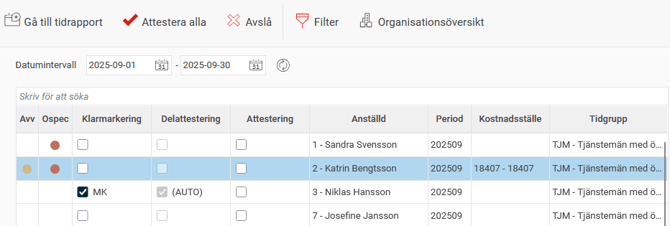 Gå till tidrapport Attestera alla Avslå Filter Organisationsöversikt
Datumintervall 2025-09-01 31 - 2025-09-30 31
Skriv för att söka
Avv Ospec Klarmarkering Delattestering Attestering Anställd Period Kostnadsställe Tidgrupp
1 - Sandra Svensson 202509 TJM - Tjänstemän med ö...
2 - Katrin Bengtsson 202509 18407 - 18407 TJM - Tjänstemän med ö...
MK (AUTO) 3 - Niklas Hansson 202509 TJM - Tjänstemän med ö...
7 - Josefine Jansson 202509 TJM - Tjänstemän med ö...